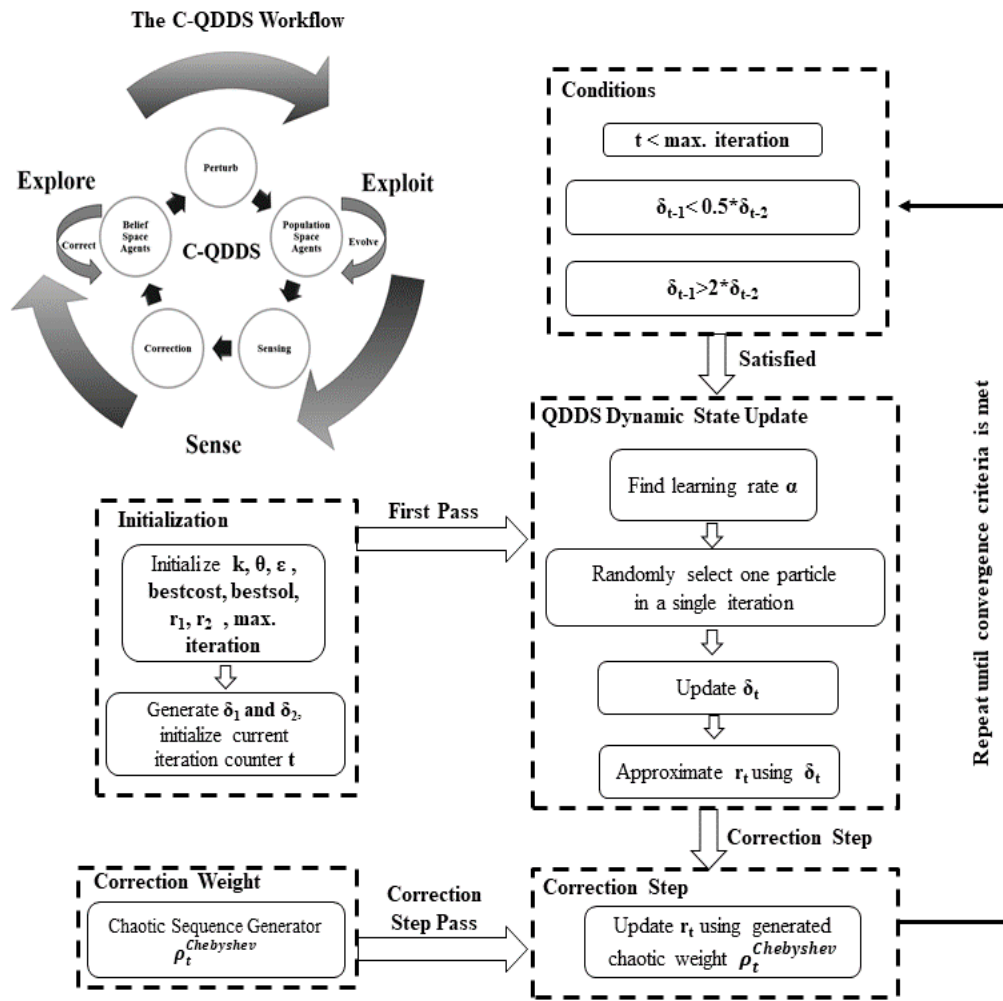 The C-QDDS Workflow
Perturb
Explore
Exploit
Belief
Space
Agents
Population
Space
Agents
Correct
C-QDDS
Evolve
Correction
Sensing
Sense
Conditions
t < max. iteration
δt-1< 0.5*δt-2
δt-1>2*δt-2
Satisfied
QDDS Dynamic State Update
Find learning rate α
Randomly select one particle
in a single iteration
Update δt
Approximate rt using δt
Initialization
Initialize k, θ, ε ,
bestcost, bestsol,
r1, r2 , max.
iteration
Generate δ1 and δ2,
initialize current
iteration counter t
First Pass
Correction Step
Correction Weight
Chaotic Sequence Generator
ρt^Chebyshev
Correction
Step Pass
Correction Step
Update rt using generated
chaotic weight ρt^Chebyshev
Repeat until convergence criteria is met